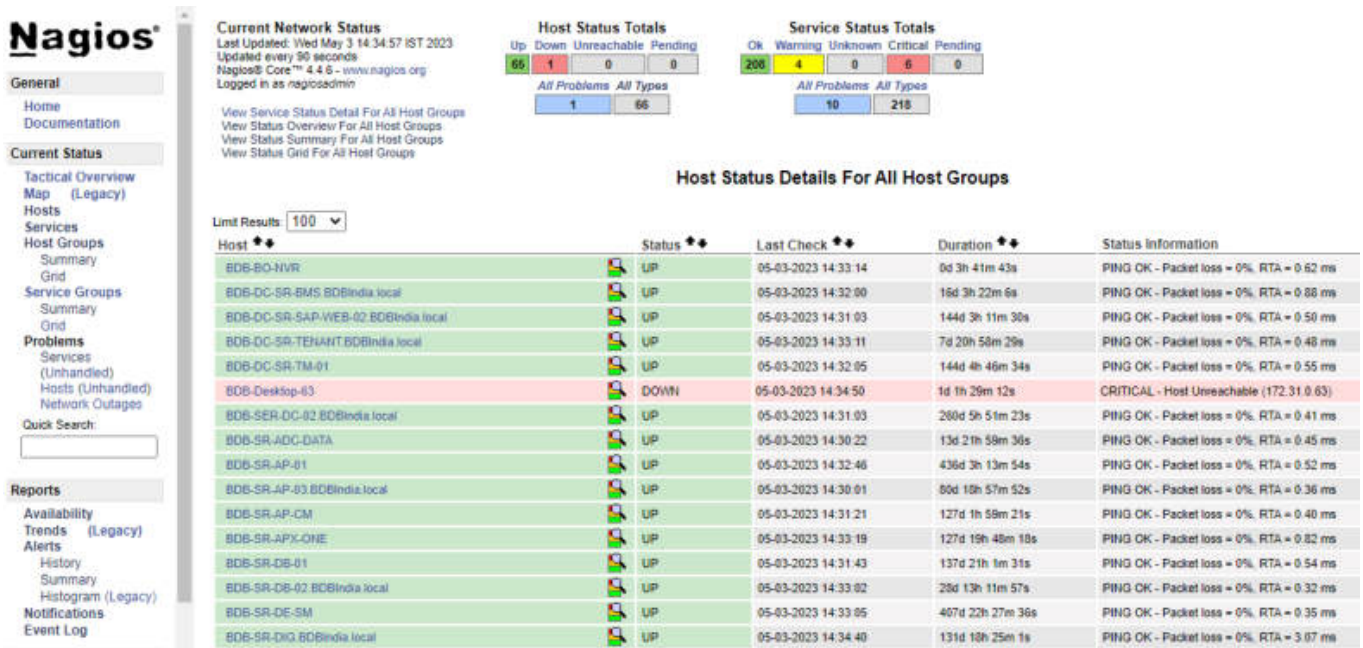 Nagios®
General
Home
Documentation
Current Status
Tactical Overview
Map (Legacy)
Hosts
Services
Host Groups
Summary
Grid
Service Groups
Summary
Grid
Problems
Services
(Unhandled)
Hosts (Unhandled)
Network Outages
Quick Search:
Reports
Availability
Trends (Legacy)
Alerts
History
Summary
Histogram (Legacy)
Notifications
Event Log
Current Network Status
Last Updated: Wed May 3 14:34:57 IST 2023
Updated every 90 seconds
Nagios® Core™ 4.4.6 - www.nagios.org
Logged in as nagiosadmin
View Service Status Detail For All Host Groups
View Status Overview For All Host Groups
View Status Summary For All Host Groups
View Status Grid For All Host Groups
Host Status Totals
Up Down Unreachable Pending
65 1 0 0
All Problems All Types
1 66
Service Status Totals
Ok Warning Unknown Critical Pending
208 4 0 6 0
All Problems All Types
10 218
Host Status Details For All Host Groups
Limit Results: 100
Host Status Last Check Duration Status Information
BDB-BO-NVR UP 05-03-2023 14:33:14 0d 3h 41m 43s PING OK - Packet loss = 0%, RTA = 0.62 ms
BDB-DC-SR-BMS.BDBIndia.local UP 05-03-2023 14:32:00 16d 3h 22m 6s PING OK - Packet loss = 0%, RTA = 0.88 ms
BDB-DC-SR-SAP-WEB-02.BDBIndia.local UP 05-03-2023 14:31:03 144d 3h 11m 30s PING OK - Packet loss = 0%, RTA = 0.50 ms
BDB-DC-SR-TENANT.BDBIndia.local UP 05-03-2023 14:33:11 7d 20h 58m 29s PING OK - Packet loss = 0%, RTA = 0.48 ms
BDB-DC-SR-TM-01 UP 05-03-2023 14:32:05 144d 4h 46m 34s PING OK - Packet loss = 0%, RTA = 0.55 ms
BDB-Desktop-63 DOWN 05-03-2023 14:34:50 1d 1h 29m 12s CRITICAL - Host Unreachable (172.31.0.63)
BDB-SER-DC-02.BDBIndia.local UP 05-03-2023 14:31:03 260d 5h 51m 23s PING OK - Packet loss = 0%, RTA = 0.41 ms
BDB-SR-ADC-DATA UP 05-03-2023 14:30:22 13d 21h 59m 36s PING OK - Packet loss = 0%, RTA = 0.45 ms
BDB-SR-AP-01 UP 05-03-2023 14:32:46 436d 3h 13m 54s PING OK - Packet loss = 0%, RTA = 0.52 ms
BDB-SR-AP-03.BDBIndia.local UP 05-03-2023 14:30:01 80d 18h 57m 52s PING OK - Packet loss = 0%, RTA = 0.36 ms
BDB-SR-AP-CM UP 05-03-2023 14:31:21 127d 1h 59m 21s PING OK - Packet loss = 0%, RTA = 0.40 ms
BDB-SR-APX-ONE UP 05-03-2023 14:33:19 127d 19h 48m 18s PING OK - Packet loss = 0%, RTA = 0.82 ms
BDB-SR-DB-01 UP 05-03-2023 14:31:43 137d 21h 1m 31s PING OK - Packet loss = 0%, RTA = 0.54 ms
BDB-SR-DB-02.BDBIndia.local UP 05-03-2023 14:33:02 28d 13h 11m 57s PING OK - Packet loss = 0%, RTA = 0.32 ms
BDB-SR-DE-SM UP 05-03-2023 14:33:05 407d 22h 27m 36s PING OK - Packet loss = 0%, RTA = 0.35 ms
BDB-SR-DIG.BDBIndia.local UP 05-03-2023 14:34:40 131d 18h 25m 1s PING OK - Packet loss = 0%, RTA = 3.07 ms